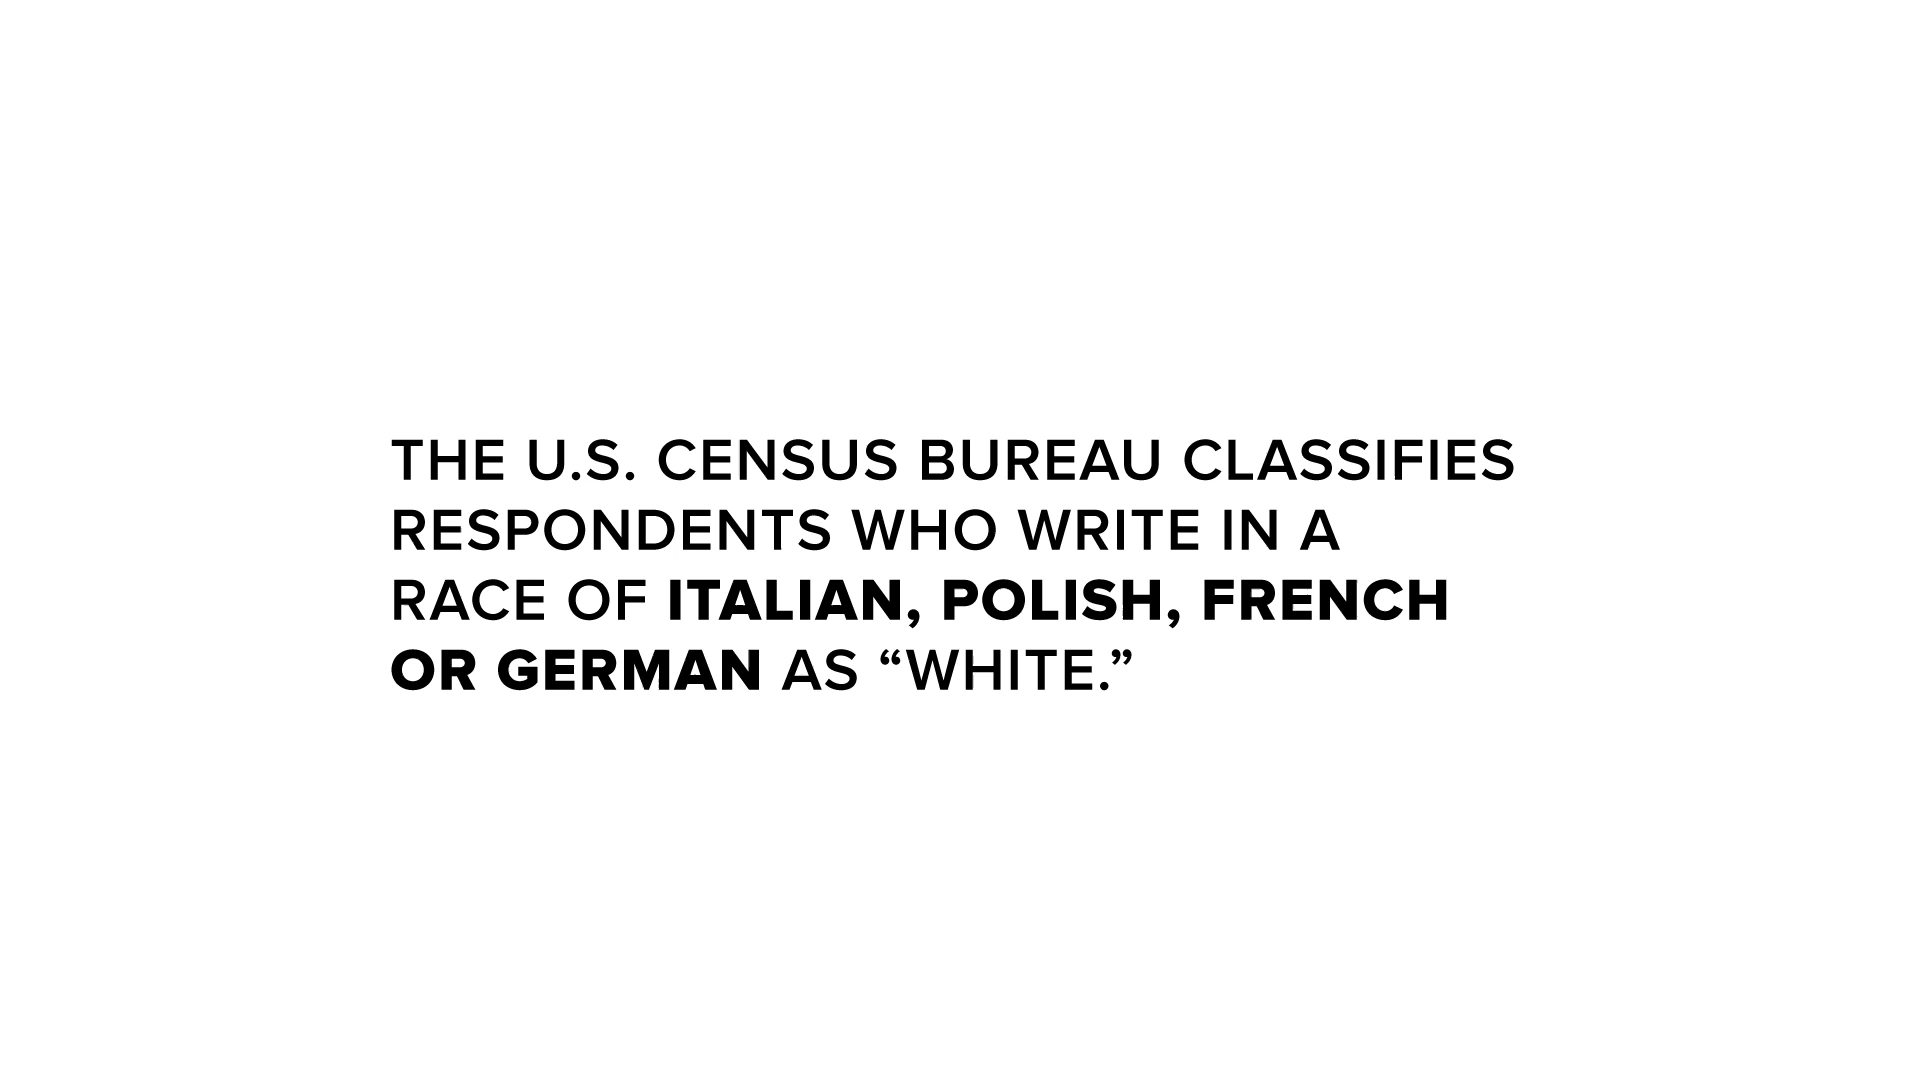 THE U.S. CENSUS BUREAU CLASSIFIES
RESPONDENTS WHO WRITE IN A
RACE OF ITALIAN, POLISH, FRENCH
OR GERMAN AS “WHITE.”